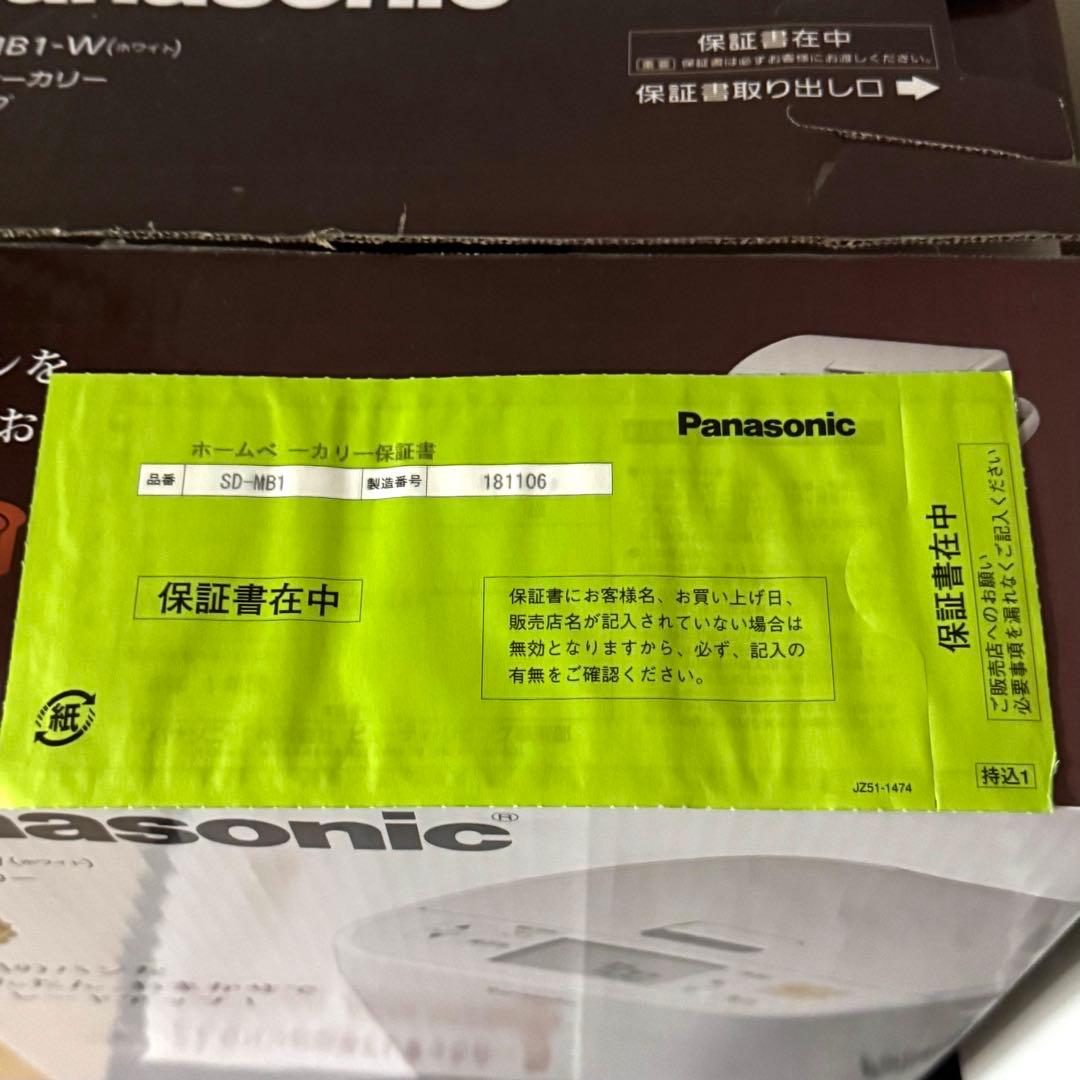 Panasonic
MB1-W(ホワイト)
ーカリー
保証書在中
重要 保証書は必ずお客様にお渡しください。
保証書取り出し口
ンを
お
Panasonic
ホームベ ーカリー保証書
品番 SD-MB1 製造番号 181106
保証書在中
保証書にお客様名、お買い上げ日、
販売店名が記入されていない場合は
無効となりますから、必ず、記入の
有無をご確認ください。
紙
JZ51-1474
保証書在中
ご販売店へのお願い
必要事項を漏れなくご記入ください
持込1
nasonic®
(ホワイト)